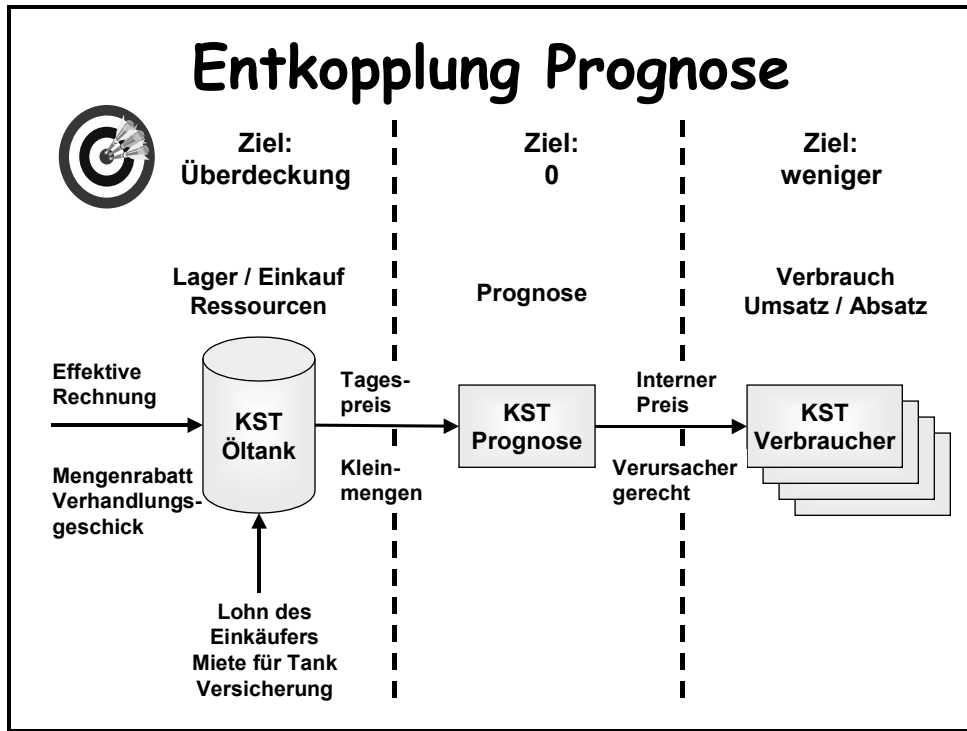 Entkopplung Prognose
Ziel:
Überdeckung
Ziel:
0
Ziel:
weniger
Lager / Einkauf
Ressourcen
Prognose
Verbrauch
Umsatz / Absatz
Effektive
Rechnung
Mengenrabatt
Verhandlungs-
geschick
KST
Öltank
Tages-
preis
Klein-
mengen
KST
Prognose
Interner
Preis
Verursacher
gerecht
KST
Verbraucher
Lohn des
Einkäufers
Miete für Tank
Versicherung